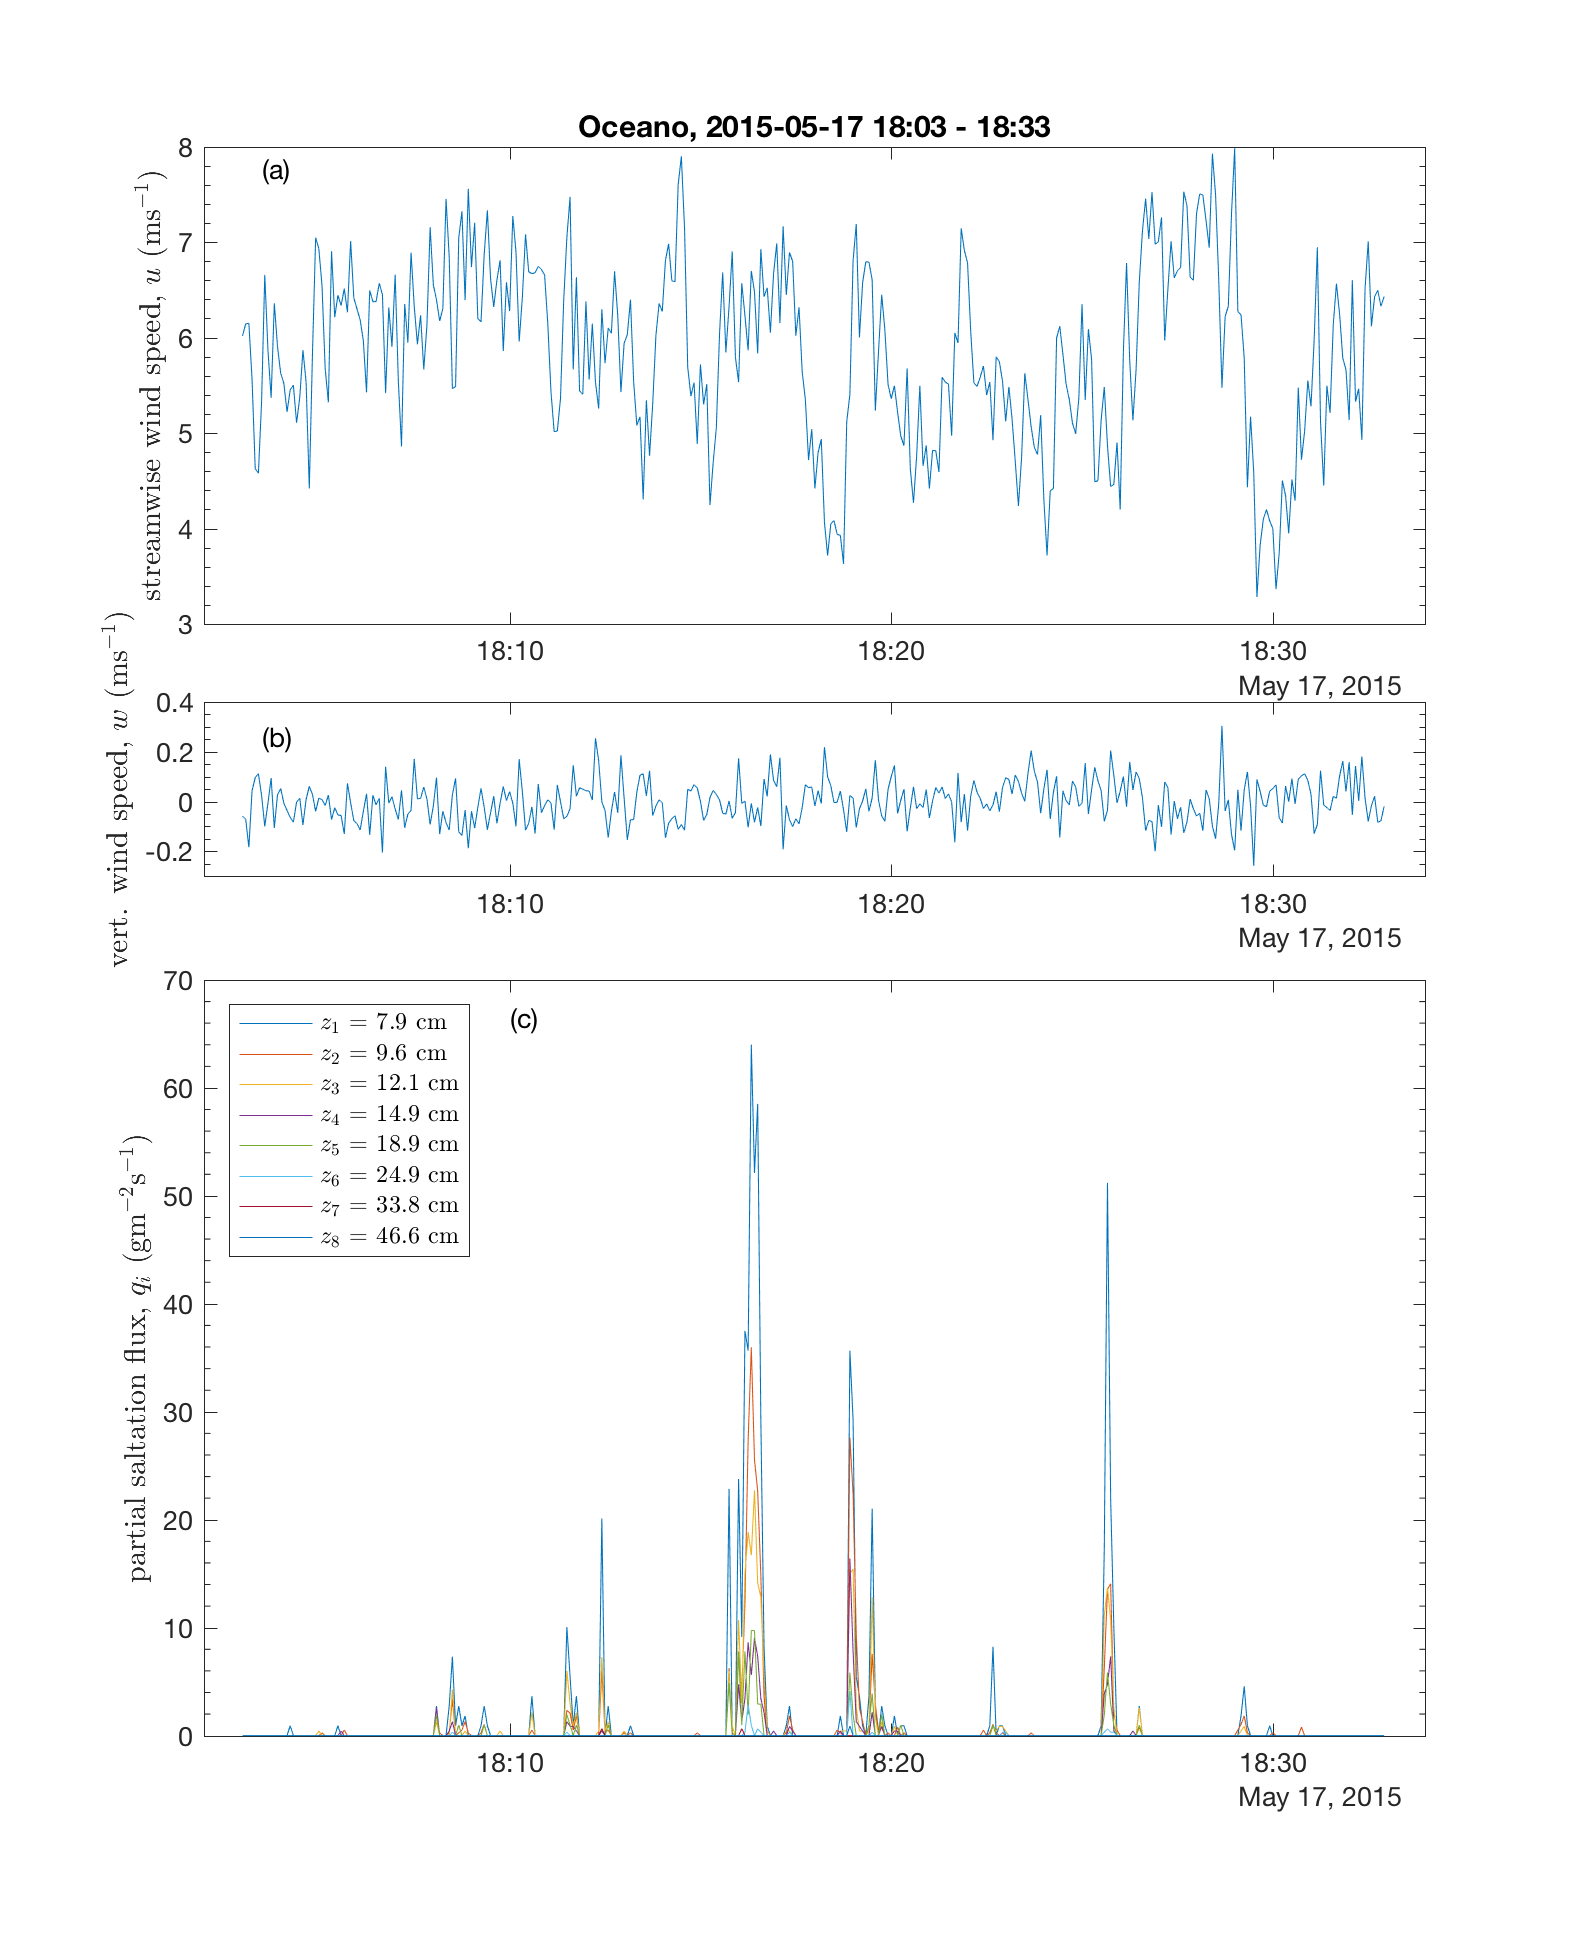 Oceano, 2015-05-17 18:03 - 18:33
(a)
streamwise wind speed, u (ms⁻¹)
8
7
6
5
4
3
18:10 18:20 18:30
May 17, 2015
(b)
vert. wind speed, w (ms⁻¹)
0.4
0.2
0
-0.2
18:10 18:20 18:30
May 17, 2015
(c)
partial saltation flux, qᵢ (gm⁻²s⁻¹)
70
60
50
40
30
20
10
0
z₁ = 7.9 cm
z₂ = 9.6 cm
z₃ = 12.1 cm
z₄ = 14.9 cm
z₅ = 18.9 cm
z₆ = 24.9 cm
z₇ = 33.8 cm
z₈ = 46.6 cm
18:10 18:20 18:30
May 17, 2015